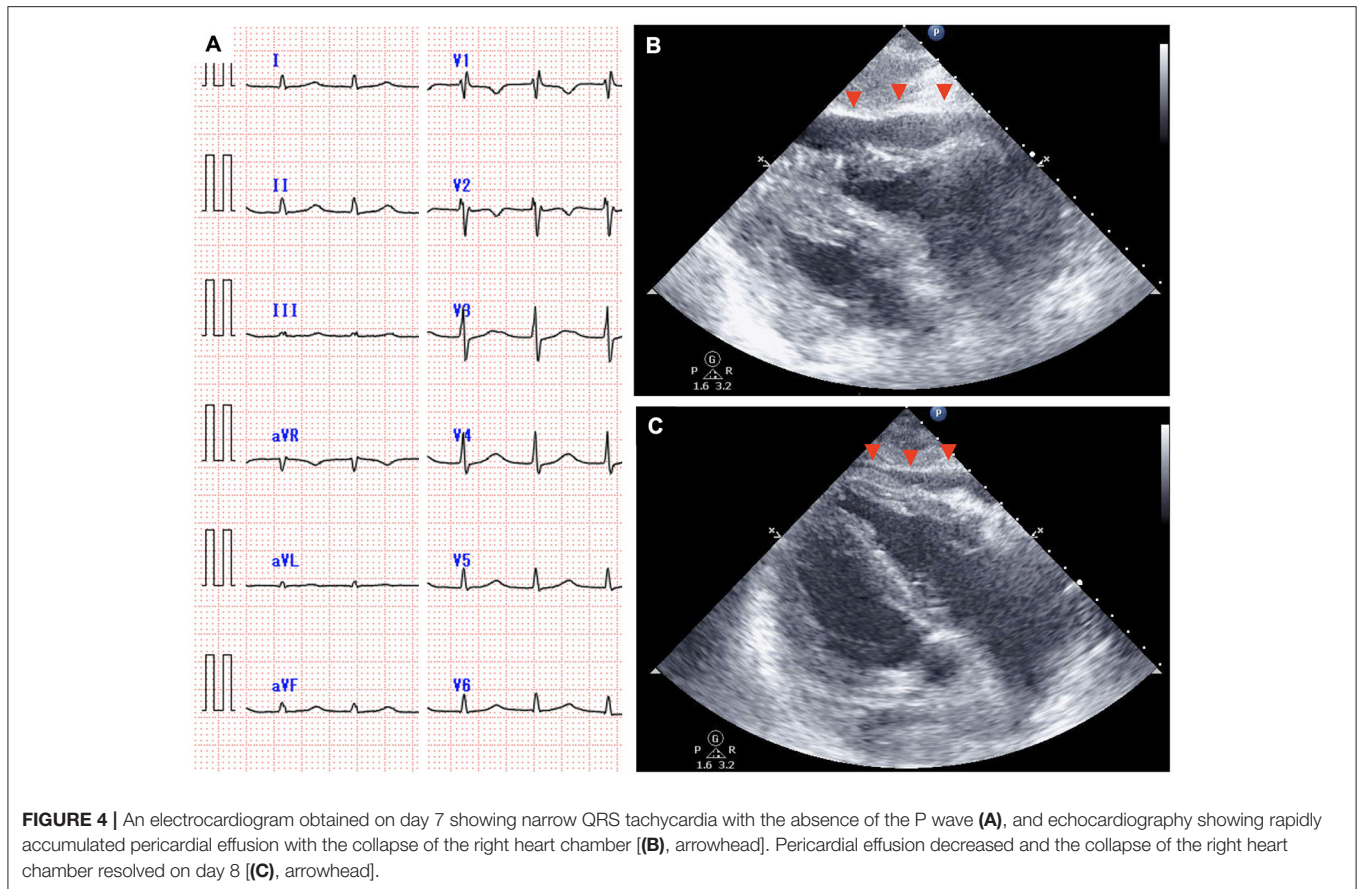 A
I
V1
II
V2
III
V3
aVR
V4
aVL
V5
aVF
V6
B
P
G
P R
1.6 3.2
C
P
G
P R
1.6 3.2
FIGURE 4 | An electrocardiogram obtained on day 7 showing narrow QRS tachycardia with the absence of the P wave (A), and echocardiography showing rapidly
accumulated pericardial effusion with the collapse of the right heart chamber [(B), arrowhead]. Pericardial effusion decreased and the collapse of the right heart
chamber resolved on day 8 [(C), arrowhead].